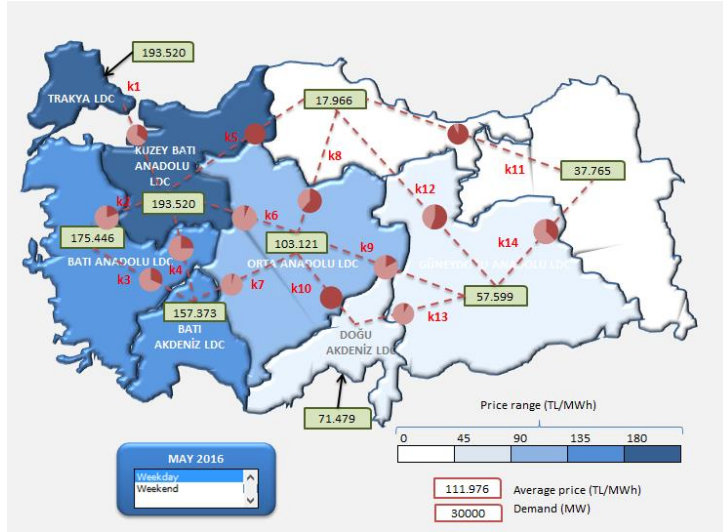 193.520
k1
TRAKYA LDC
17.966
k5
KUZEY BATI
ANADOLU
LDC
k8
k11
37.765
k12
193.520
k6
175.446
k14
103.121
BATI ANADOLU LDC
k4
ORTA ANADOLU LDC
k9
k3
k7
k10
57.599
157.373
k13
BATI
AKDENİZ LDC
DOĞU
AKDENİZ LDC
71.479
Price range (TL/MWh)
0 45 90 135 180
MAY 2016
Weekday
Weekend
111.976 Average price (TL/MWh)
30000 Demand (MW)